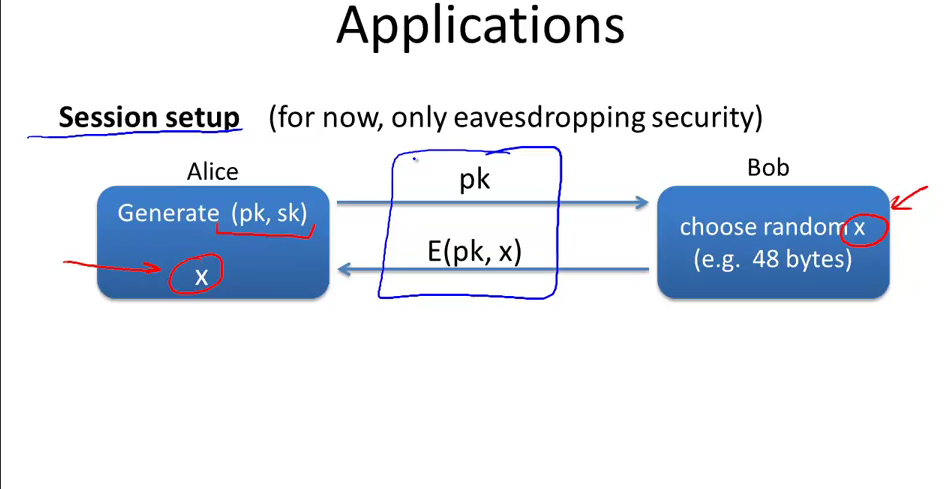 Applications
Session setup (for now, only eavesdropping security)
Alice
Bob
Generate (pk, sk)
x
pk
E(pk, x)
choose random x
(e.g. 48 bytes)